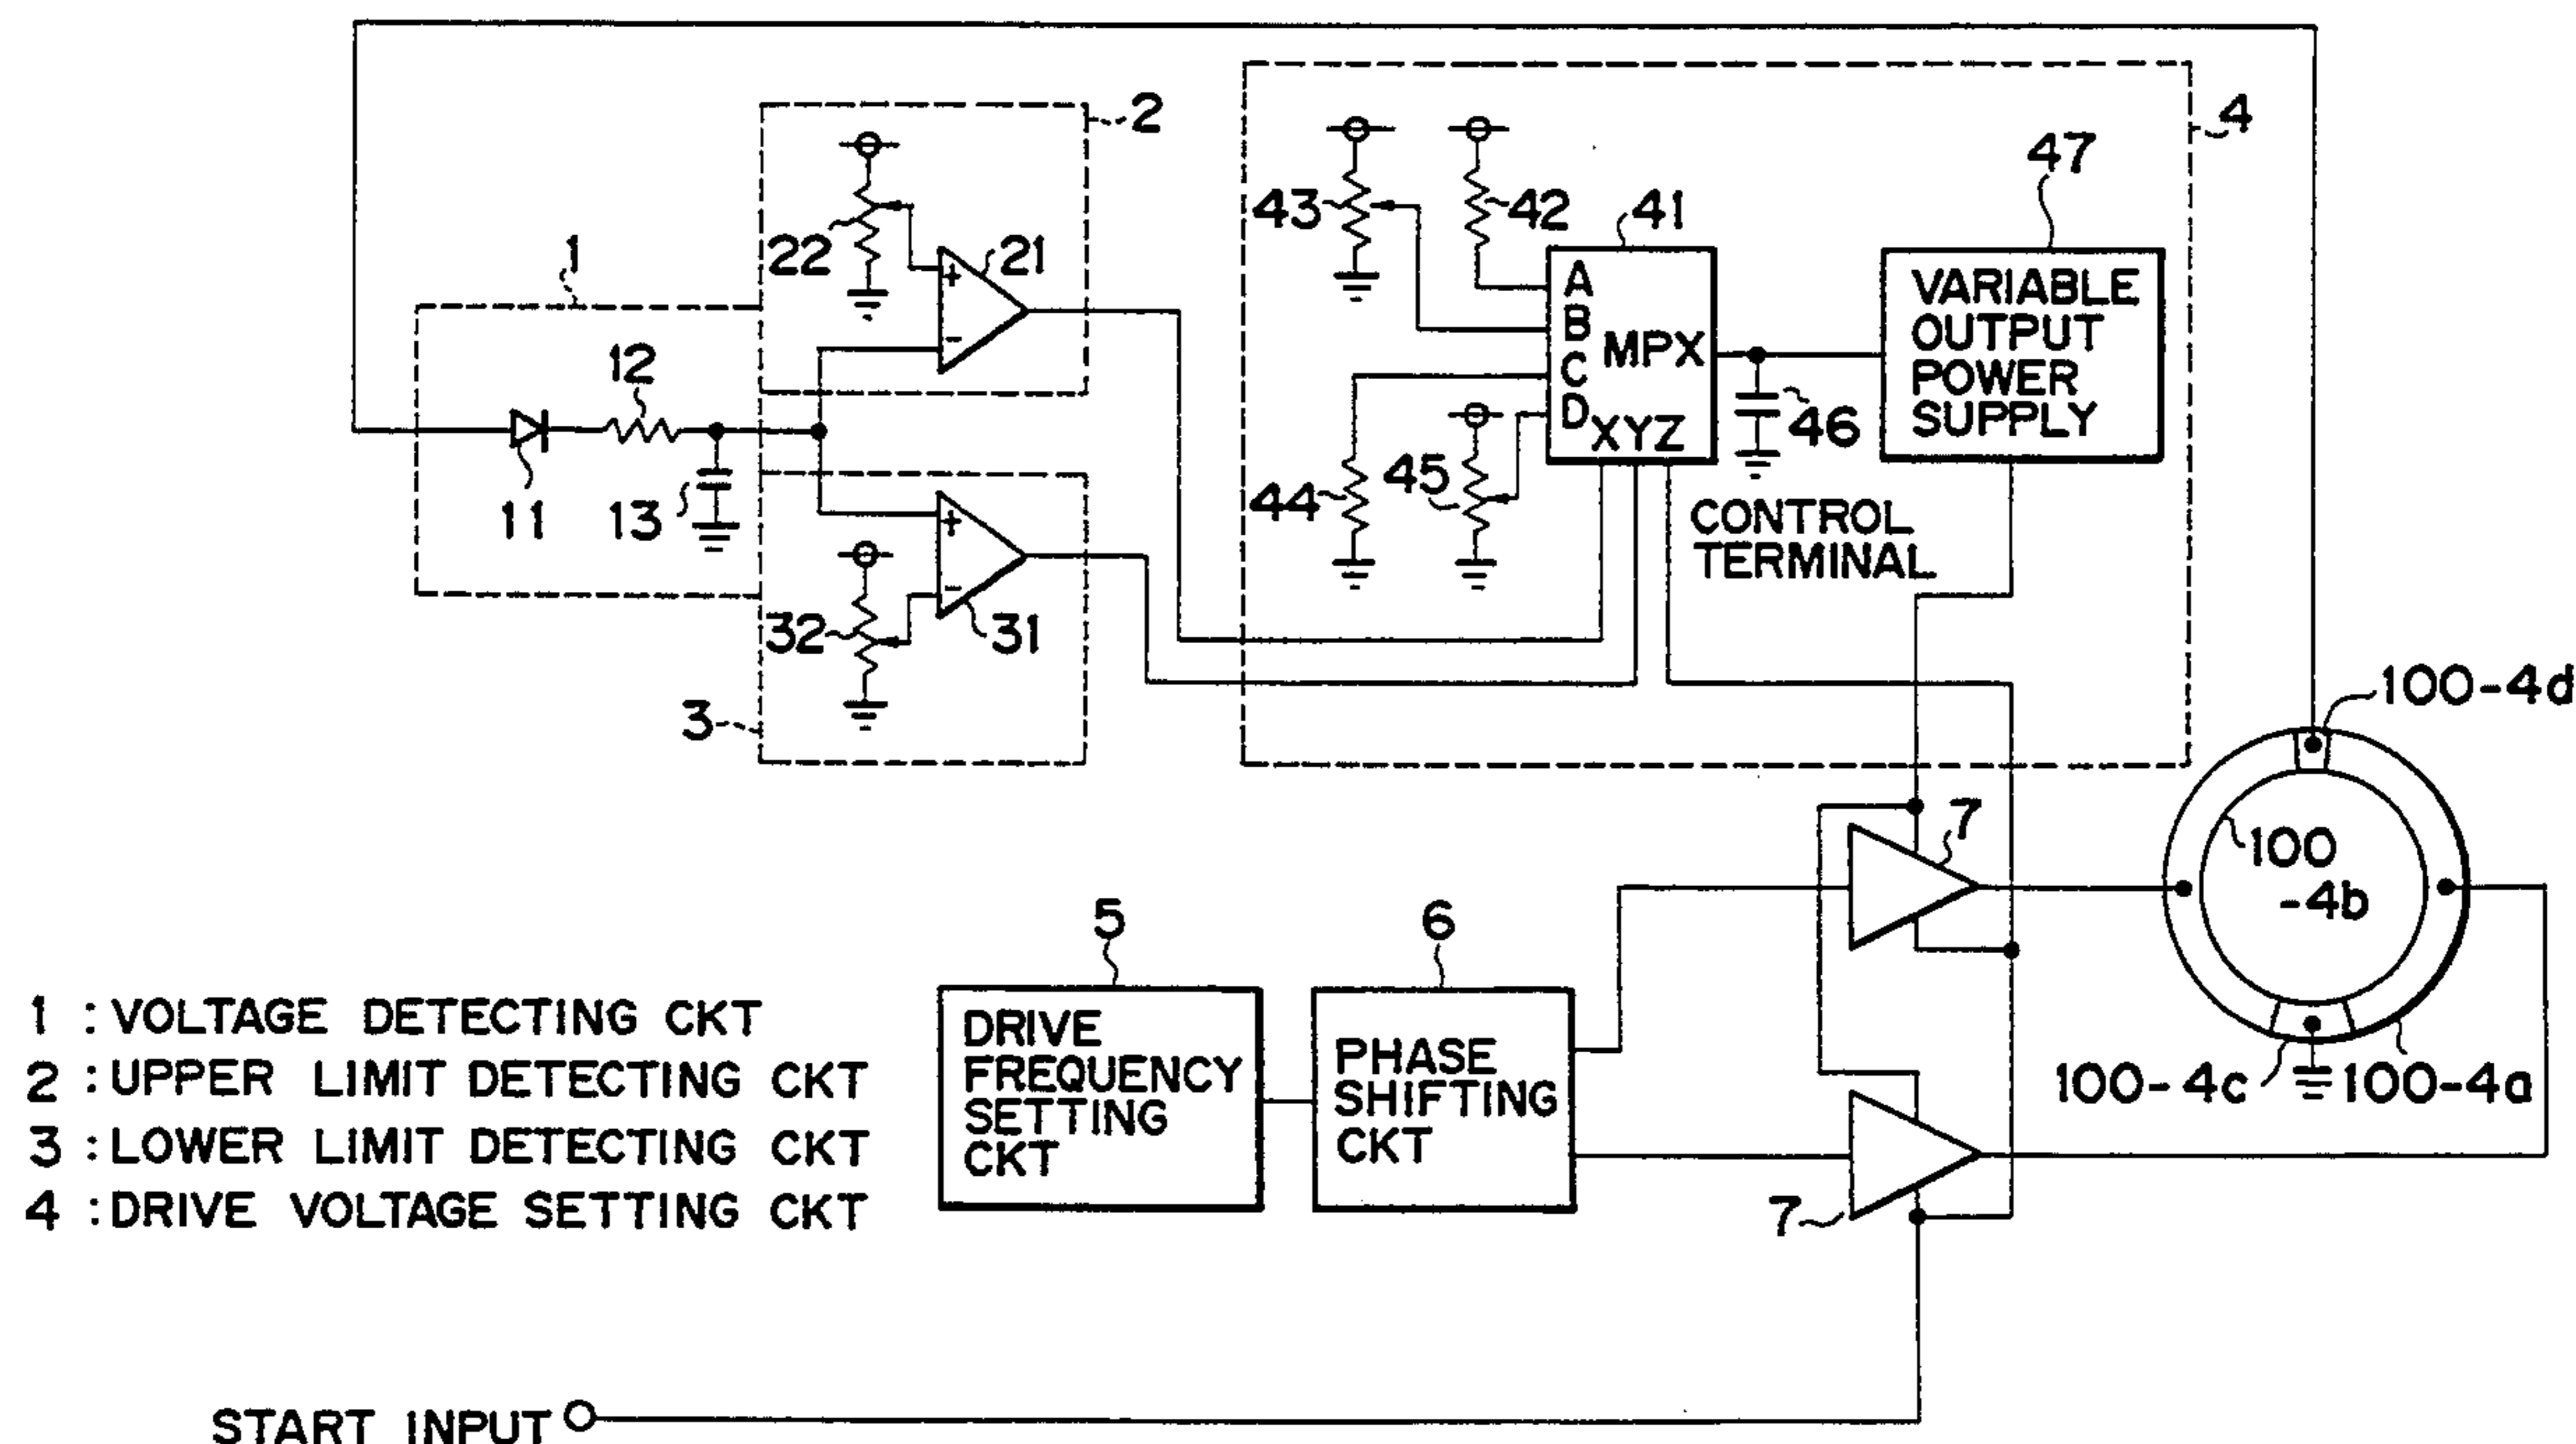 1
2
22
+
21
-
12
11
13
+
-
31
32
3
4
43
42
41
47
A
B
C
D
MPX
XYZ
46
44
45
VARIABLE
OUTPUT
POWER
SUPPLY
CONTROL
TERMINAL
100-4d
7
100
-4b
100-4c
100-4a
5
6
DRIVE
FREQUENCY
SETTING
CKT
PHASE
SHIFTING
CKT
7
1 : VOLTAGE DETECTING CKT
2 : UPPER LIMIT DETECTING CKT
3 : LOWER LIMIT DETECTING CKT
4 : DRIVE VOLTAGE SETTING CKT
START INPUT